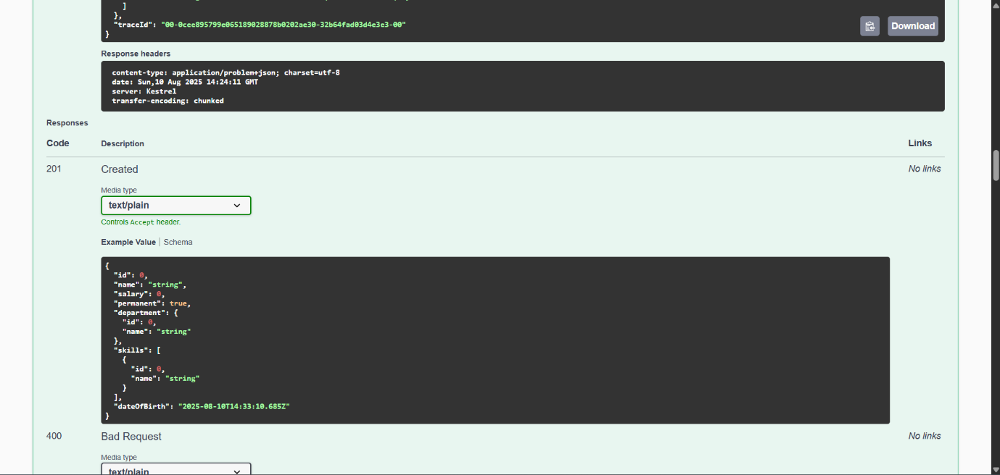 ]
},
"traceId": "00-0cee895799e065189028878b0202ae30-32b64fad03d4e3e3-00"
}
Download
Response headers
content-type: application/problem+json; charset=utf-8
date: Sun,10 Aug 2025 14:24:11 GMT
server: Kestrel
transfer-encoding: chunked
Responses
Code Description Links
201 Created No links
Media type
text/plain
Controls Accept header.
Example Value | Schema
{
"id": 0,
"name": "string",
"salary": 0,
"permanent": true,
"department": {
"id": 0,
"name": "string"
},
"skills": [
{
"id": 0,
"name": "string"
}
],
"dateOfBirth": "2025-08-10T14:33:10.685Z"
}
400 Bad Request No links
Media type
text/plain